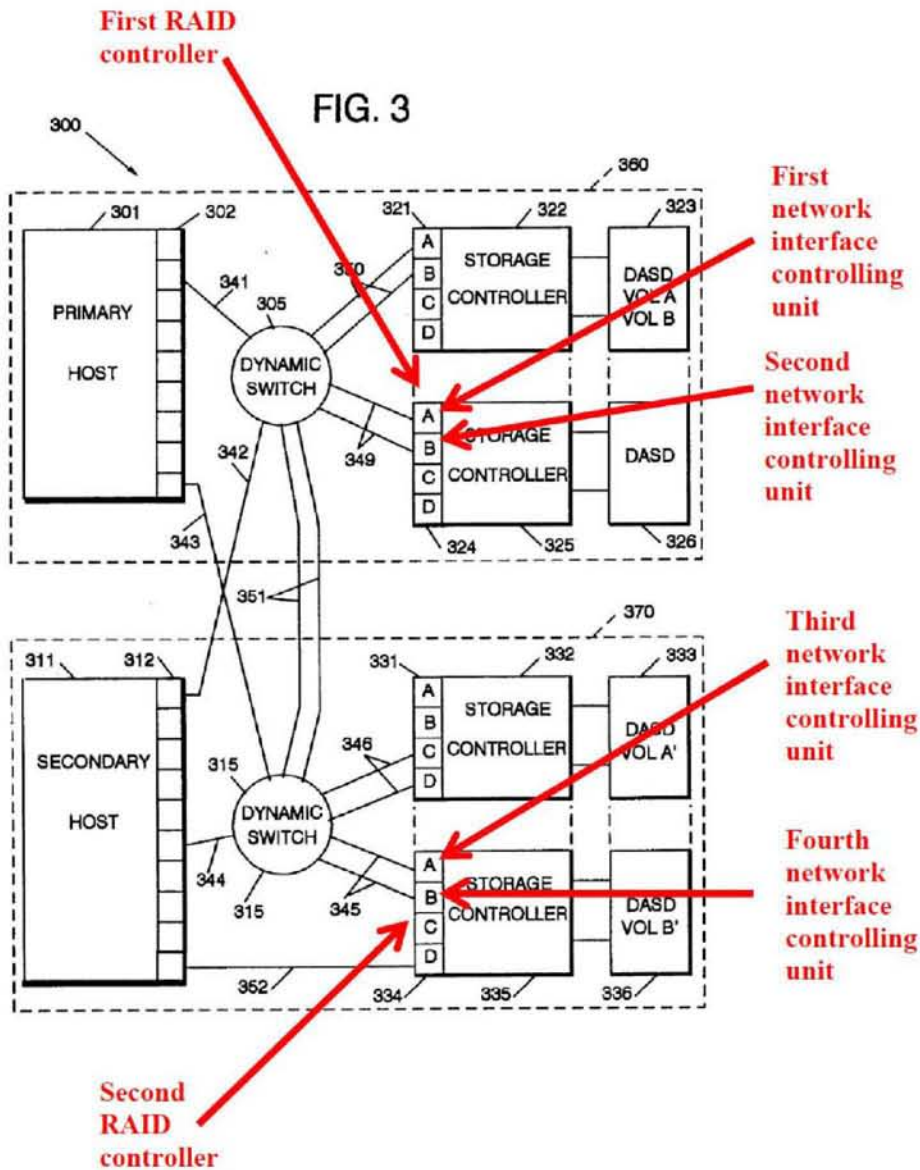 First RAID
controller
FIG. 3
300
360
301 302
321 322 323
First
network
interface
controlling
unit
PRIMARY
HOST
341
305
350
A
B
C
D
STORAGE
CONTROLLER
DASD
VOL A
VOL B
DYNAMIC
SWITCH
Second
network
interface
controlling
unit
342
349
A
B
C
D
STORAGE
CONTROLLER
DASD
343
324 325 326
351
370
311 312
331 332 333
Third
network
interface
controlling
unit
SECONDARY
HOST
A
B
C
D
STORAGE
CONTROLLER
DASD
VOL A'
346
315
DYNAMIC
SWITCH
344
315
345
A
B
C
D
STORAGE
CONTROLLER
DASD
VOL B'
Fourth
network
interface
controlling
unit
352
334 335 336
Second
RAID
controller